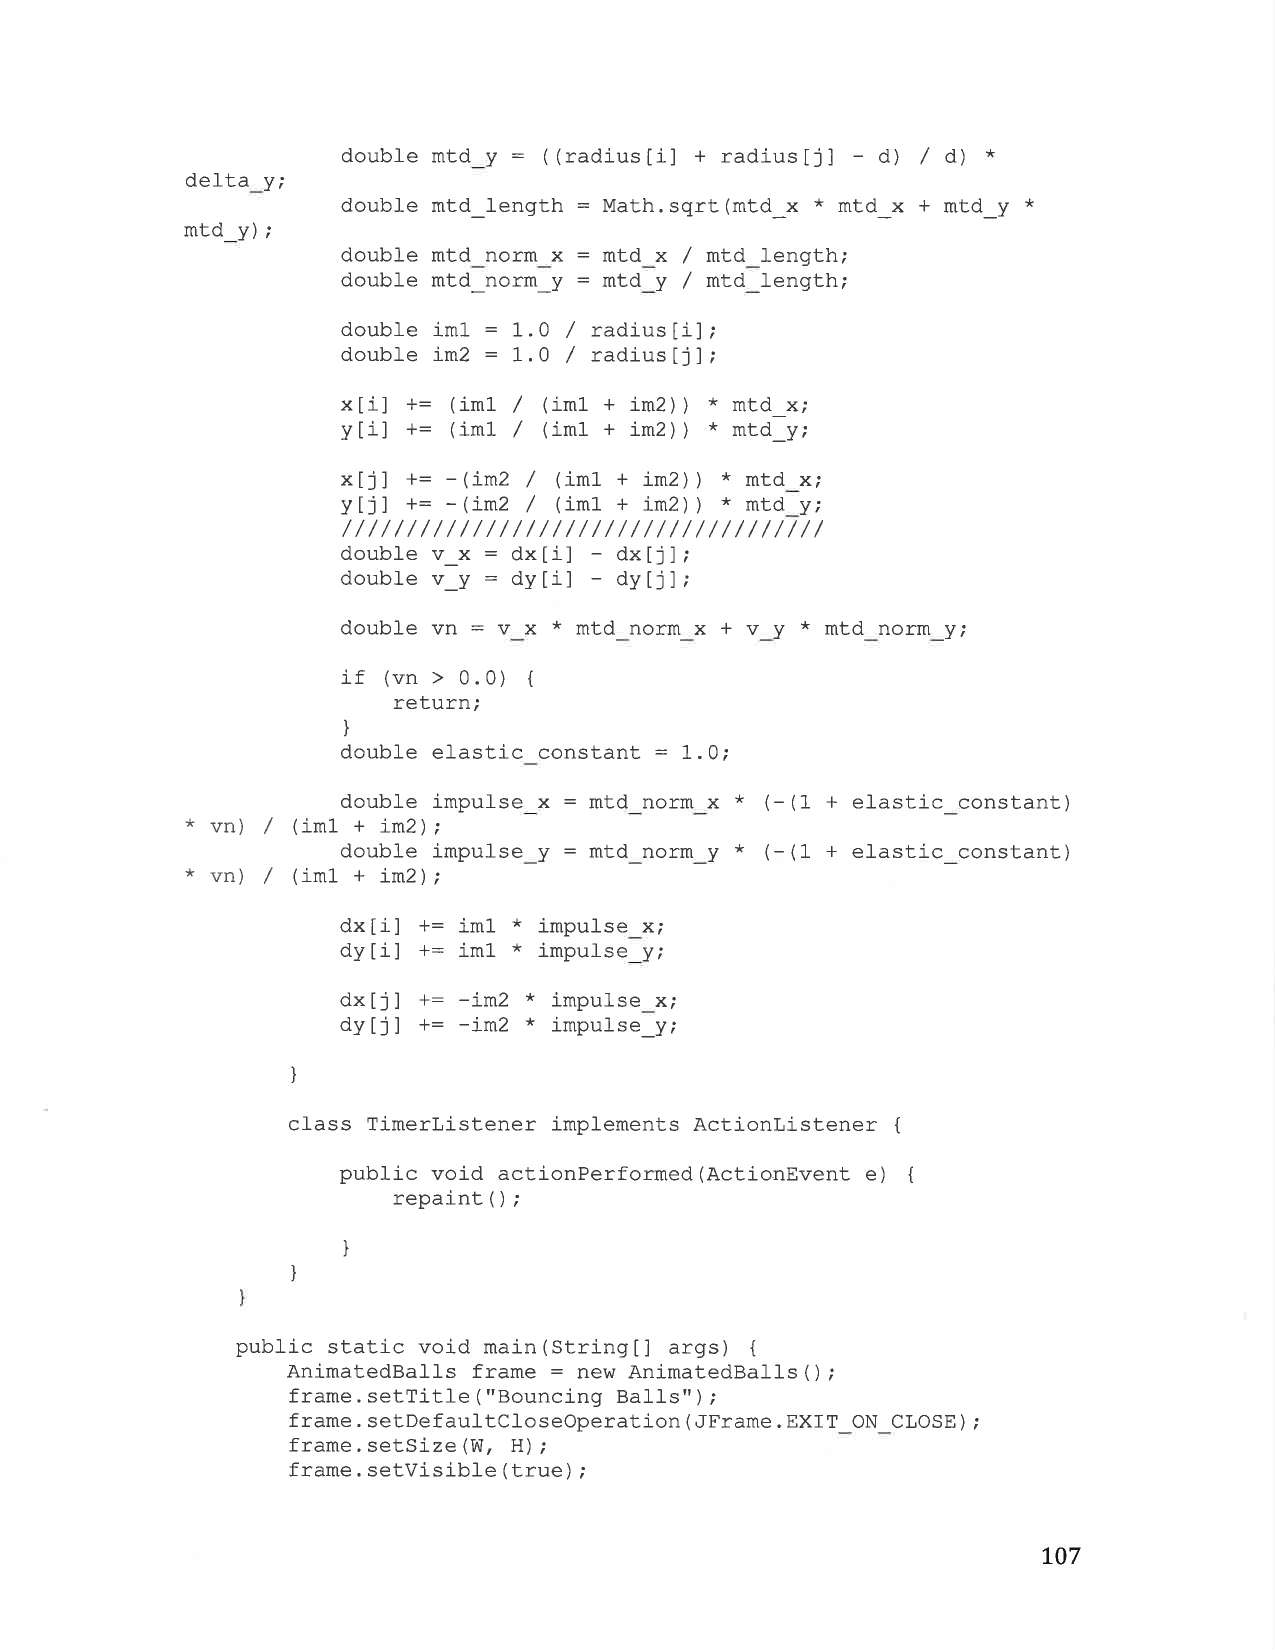 double mtd_y = ((radius[i] + radius[j] - d) / d) *
delta_y;
double mtd_length = Math.sqrt(mtd_x * mtd_x + mtd_y *
mtd_y);
double mtd_norm_x = mtd_x / mtd_length;
double mtd_norm_y = mtd_y / mtd_length;
double im1 = 1.0 / radius[i];
double im2 = 1.0 / radius[j];
x[i] += (im1 / (im1 + im2)) * mtd_x;
y[i] += (im1 / (im1 + im2)) * mtd_y;
x[j] += -(im2 / (im1 + im2)) * mtd_x;
y[j] += -(im2 / (im1 + im2)) * mtd_y;
/////////////////////////////////////
double v_x = dx[i] - dx[j];
double v_y = dy[i] - dy[j];
double vn = v_x * mtd_norm_x + v_y * mtd_norm_y;
if (vn > 0.0) {
return;
}
double elastic_constant = 1.0;
double impulse_x = mtd_norm_x * (-(1 + elastic_constant)
* vn) / (im1 + im2);
double impulse_y = mtd_norm_y * (-(1 + elastic_constant)
* vn) / (im1 + im2);
dx[i] += im1 * impulse_x;
dy[i] += im1 * impulse_y;
dx[j] += -im2 * impulse_x;
dy[j] += -im2 * impulse_y;
}
class TimerListener implements ActionListener {
public void actionPerformed(ActionEvent e) {
repaint();
}
}
}
public static void main(String[] args) {
AnimatedBalls frame = new AnimatedBalls();
frame.setTitle("Bouncing Balls");
frame.setDefaultCloseOperation(JFrame.EXIT_ON_CLOSE);
frame.setSize(W, H);
frame.setVisible(true);
107